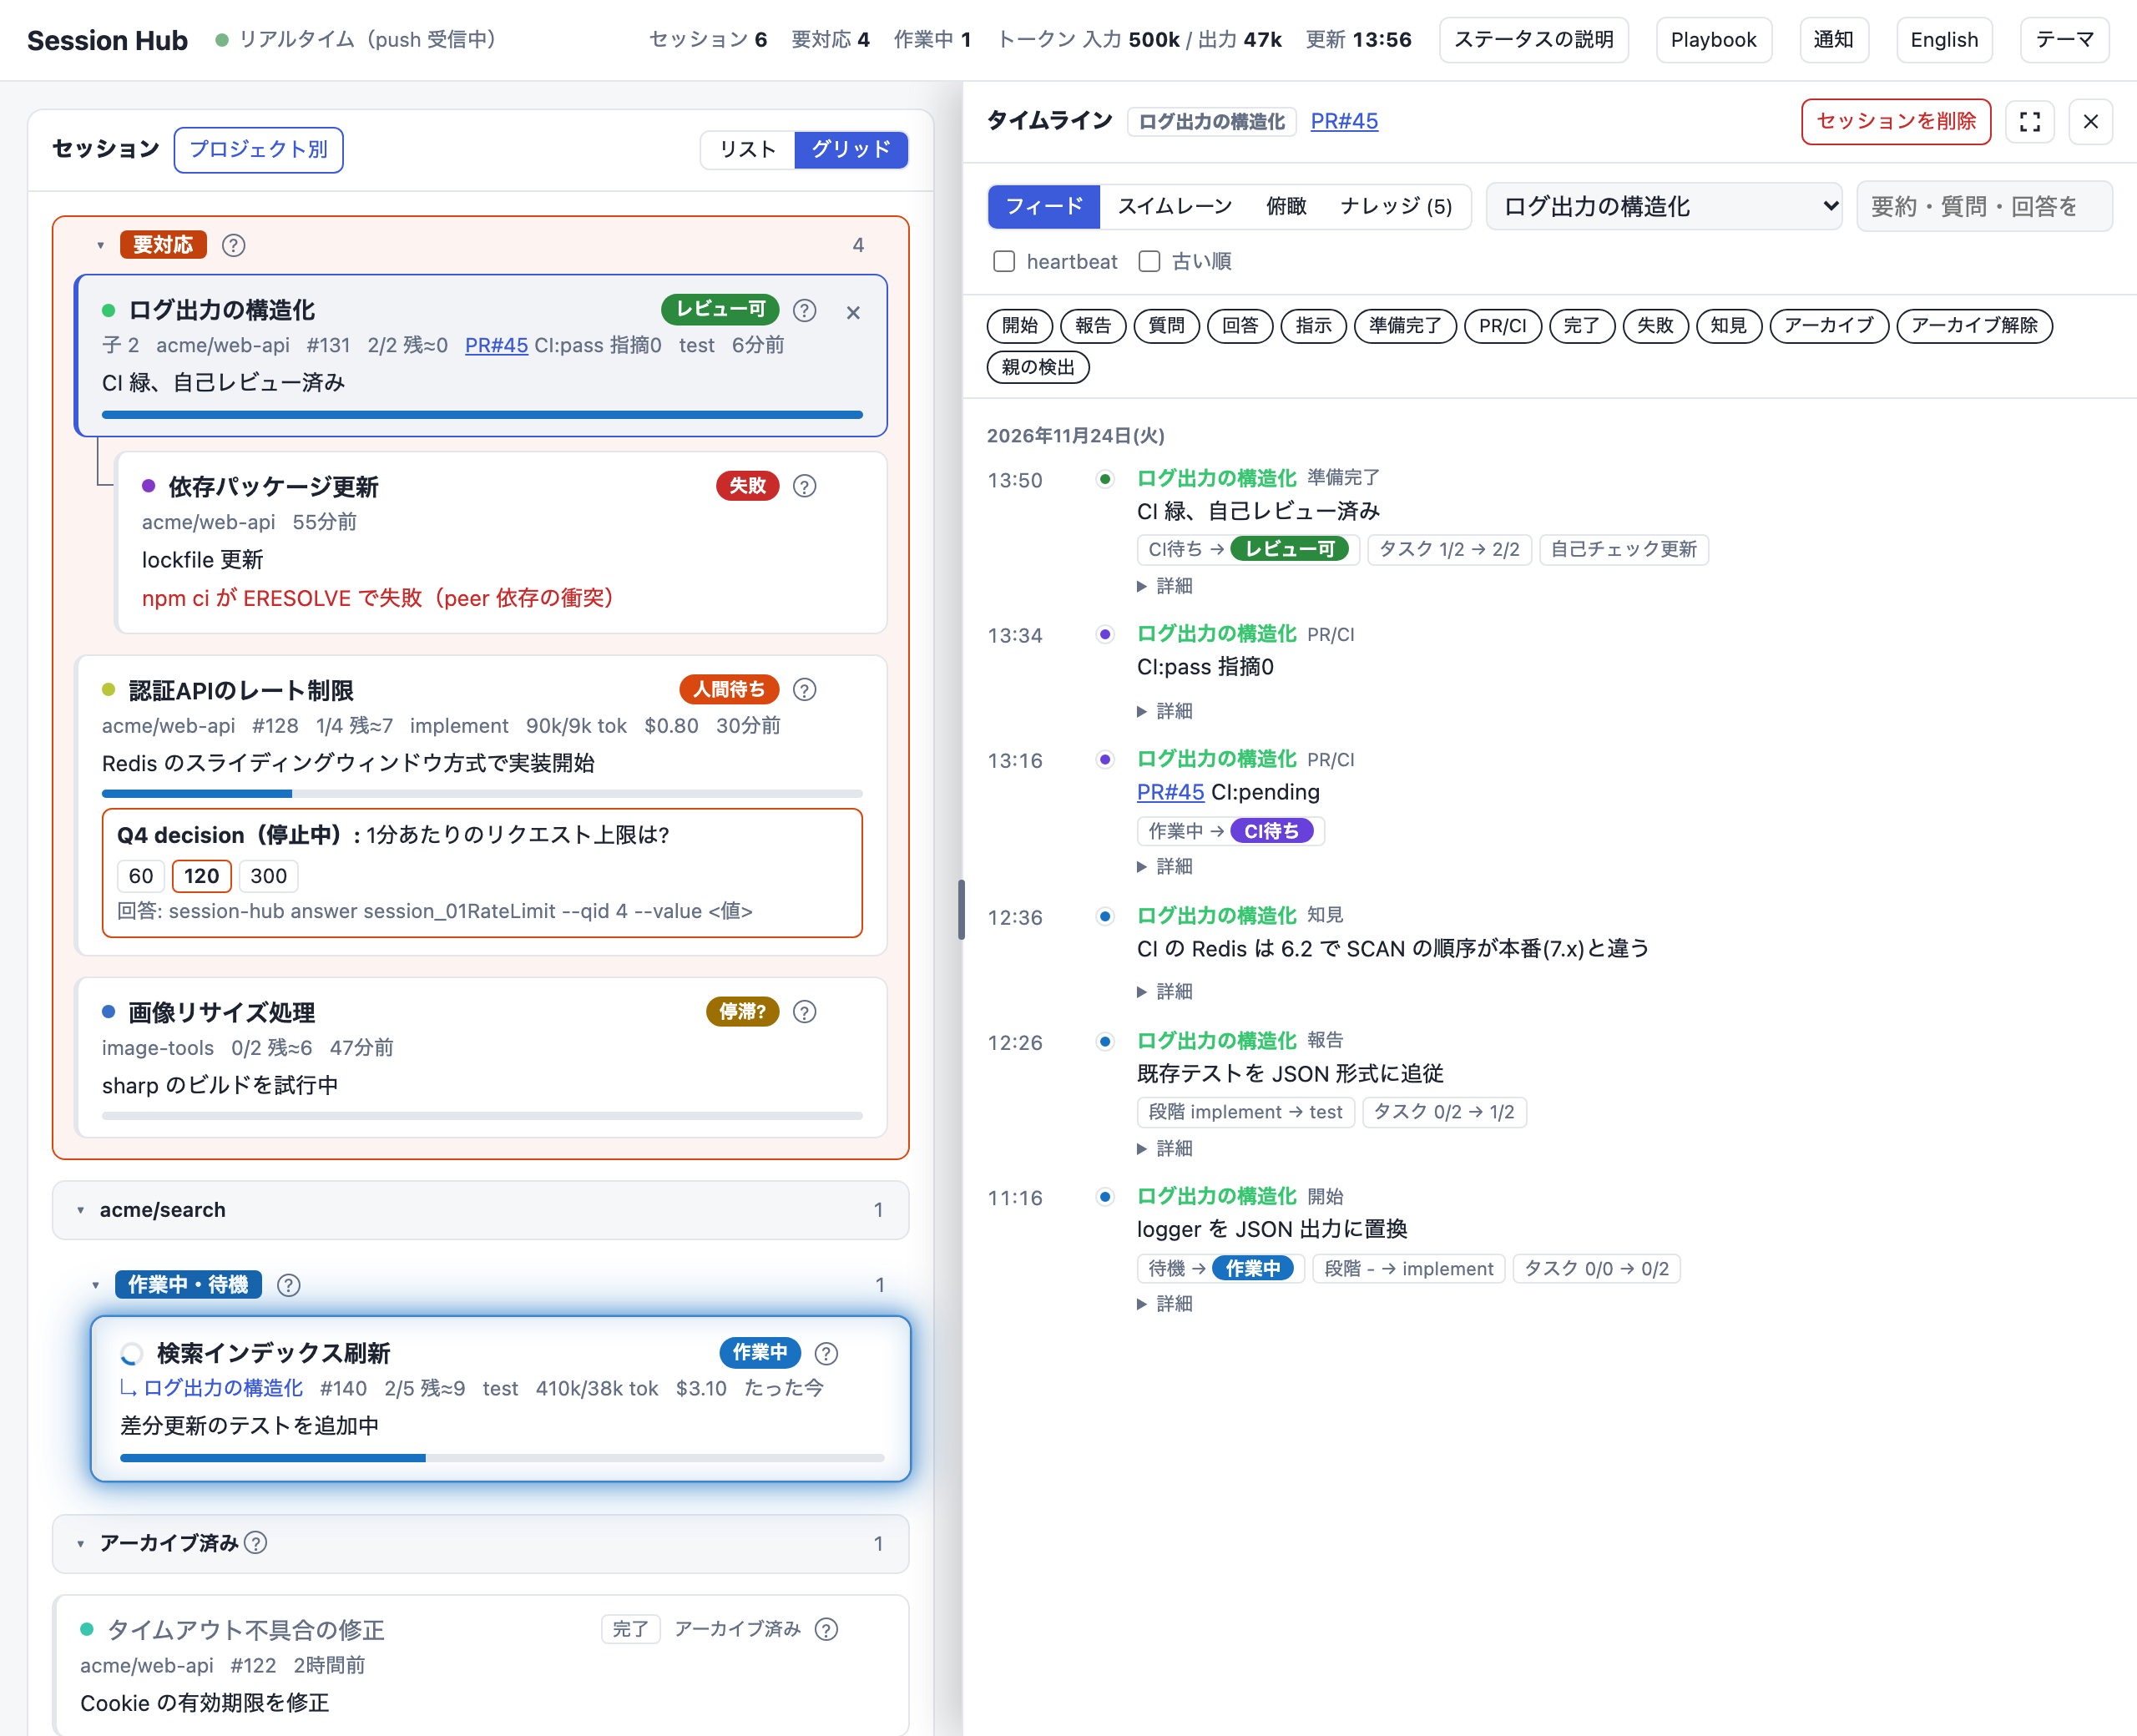 Session Hub リアルタイム（push 受信中） セッション 6 要対応 4 作業中 1 トークン 入力 500k / 出力 47k 更新 13:56 ステータスの説明 Playbook 通知 English テーマ
セッション プロジェクト別 リスト グリッド
要対応 ? 4
ログ出力の構造化 レビュー可 ? ×
子 2 acme/web-api #131 2/2 残≈0 PR#45 CI:pass 指摘0 test 6分前
CI 緑、自己レビュー済み
依存パッケージ更新 失敗 ?
acme/web-api 55分前
lockfile 更新
npm ci が ERESOLVE で失敗（peer 依存の衝突）
認証APIのレート制限 人間待ち ?
acme/web-api #128 1/4 残≈7 implement 90k/9k tok $0.80 30分前
Redis のスライディングウィンドウ方式で実装開始
Q4 decision（停止中）: 1分あたりのリクエスト上限は?
60 120 300
回答: session-hub answer session_01RateLimit --qid 4 --value <値>
画像リサイズ処理 停滞? ?
image-tools 0/2 残≈6 47分前
sharp のビルドを試行中
acme/search 1
作業中・待機 ? 1
検索インデックス刷新 作業中 ?
↳ ログ出力の構造化 #140 2/5 残≈9 test 410k/38k tok $3.10 たった今
差分更新のテストを追加中
アーカイブ済み ? 1
タイムアウト不具合の修正 完了 アーカイブ済み ?
acme/web-api #122 2時間前
Cookie の有効期限を修正
タイムライン ログ出力の構造化 PR#45 セッションを削除 ×
フィード スイムレーン 俯瞰 ナレッジ (5) ログ出力の構造化 要約・質問・回答を
heartbeat 古い順
開始 報告 質問 回答 指示 準備完了 PR/CI 完了 失敗 知見 アーカイブ アーカイブ解除
親の検出
2026年11月24日(火)
13:50 ログ出力の構造化 準備完了
CI 緑、自己レビュー済み
CI待ち → レビュー可 タスク 1/2 → 2/2 自己チェック更新
▶ 詳細
13:34 ログ出力の構造化 PR/CI
CI:pass 指摘0
▶ 詳細
13:16 ログ出力の構造化 PR/CI
PR#45 CI:pending
作業中 → CI待ち
▶ 詳細
12:36 ログ出力の構造化 知見
CI の Redis は 6.2 で SCAN の順序が本番(7.x)と違う
▶ 詳細
12:26 ログ出力の構造化 報告
既存テストを JSON 形式に追従
段階 implement → test タスク 0/2 → 1/2
▶ 詳細
11:16 ログ出力の構造化 開始
logger を JSON 出力に置換
待機 → 作業中 段階 - → implement タスク 0/0 → 0/2
▶ 詳細